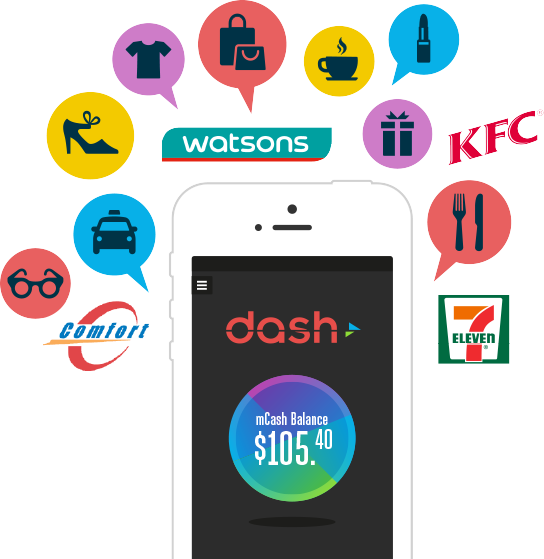 watsons
KFC
Comfort
7
ELEVEN
dash
mCash Balance
$105.40